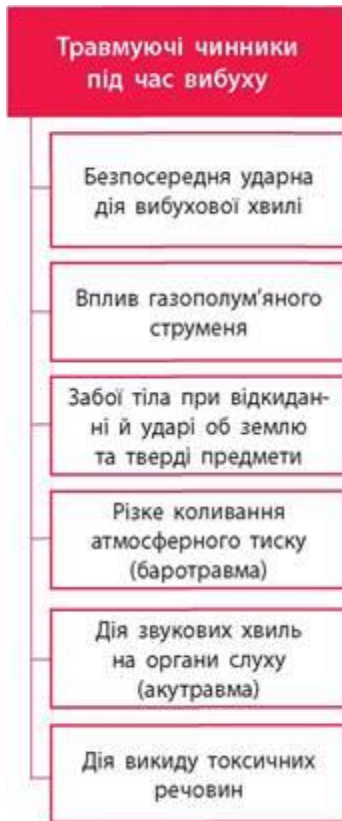 Травмуючі чинники
під час вибуху
Безпосередня ударна
дія вибухової хвилі
Вплив газополум’яного
струменя
Забої тіла при відкидан-
ні й ударі об землю
та тверді предмети
Різке коливання
атмосферного тиску
(баротравма)
Дія звукових хвиль
на органи слуху
(акутравма)
Дія викиду токсичних
речовин